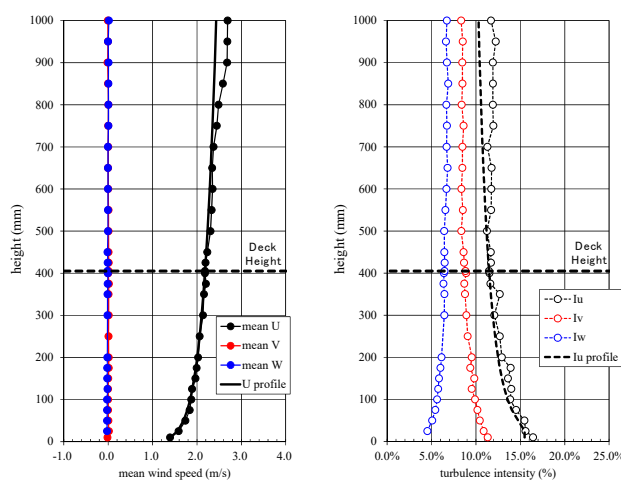 1000
900
800
700
600
500
400
300
200
100
0
height (mm)
Deck
Height
mean U
mean V
mean W
U profile
-1.0
0.0
1.0
2.0
3.0
4.0
mean wind speed (m/s)
1000
900
800
700
600
500
400
300
200
100
0
height (mm)
Deck
Height
Iu
Iv
Iw
Iu profile
0.0%
5.0%
10.0%
15.0%
20.0%
25.0%
turbulence intensity (%)